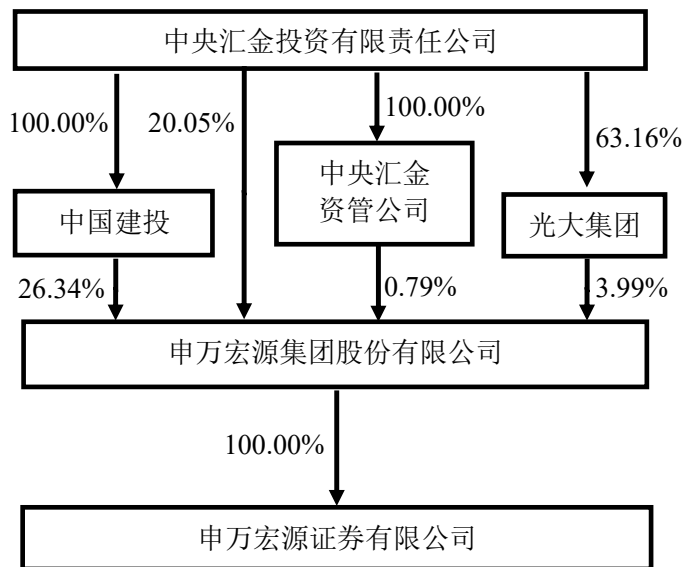 中央汇金投资有限责任公司
100.00%
20.05%
100.00%
63.16%
中国建投
中央汇金
资管公司
光大集团
26.34%
0.79%
3.99%
申万宏源集团股份有限公司
100.00%
申万宏源证券有限公司